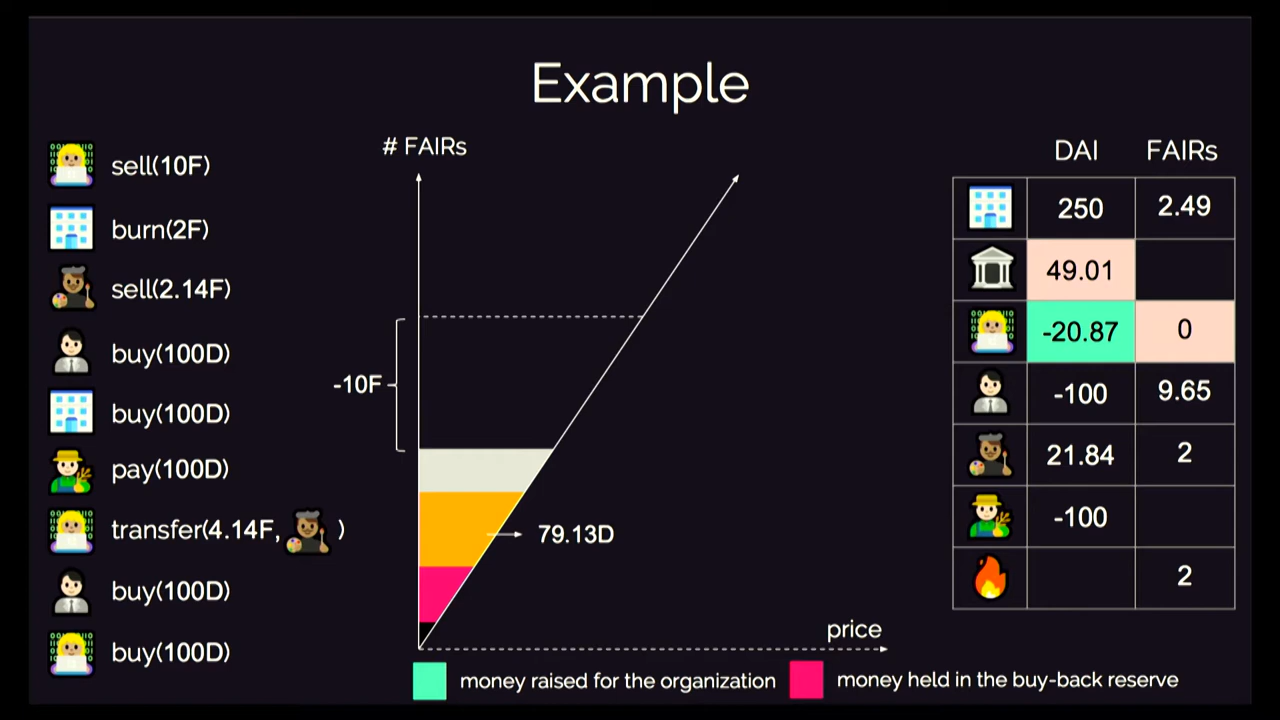 Example
sell(10F)
burn(2F)
sell(2.14F)
buy(100D)
buy(100D)
pay(100D)
transfer(4.14F, )
buy(100D)
buy(100D)
# FAIRs
-10F
79.13D
price
money raised for the organization
money held in the buy-back reserve
DAI FAIRs
250 2.49
49.01
-20.87 0
-100 9.65
21.84 2
-100
2